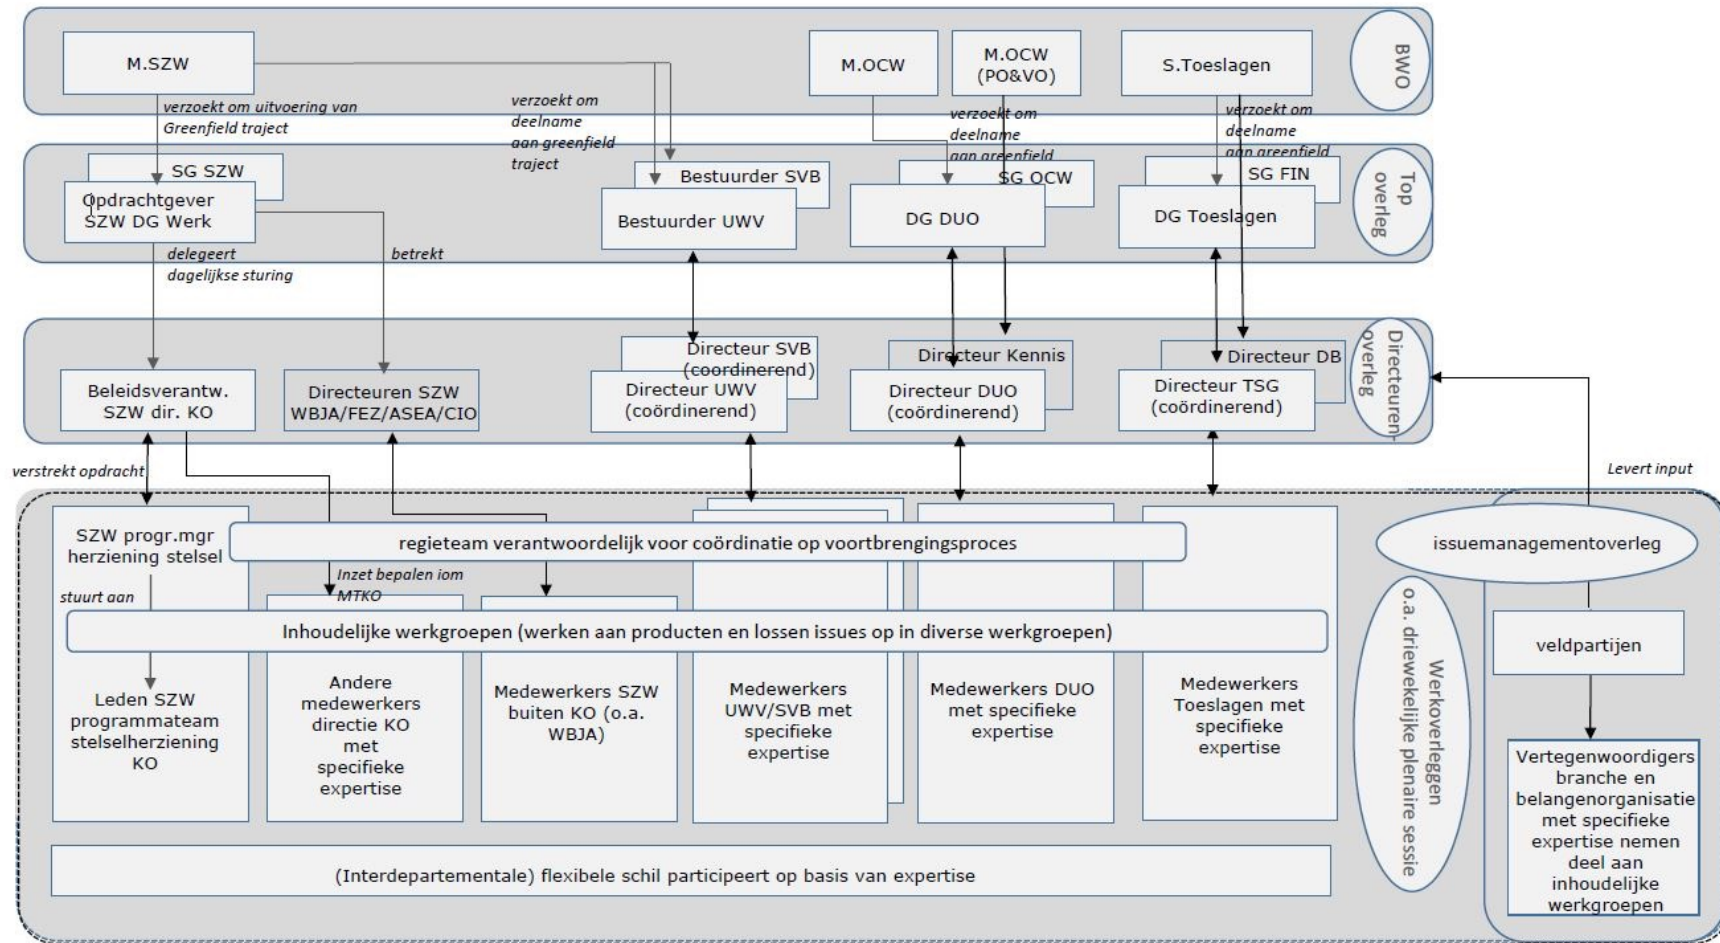 M.SZW
M.OCW
M.OCW
(PO&VO)
S.Toeslagen
BWO
verzoekt om uitvoering van
Greenfield traject
verzoekt om
deelname
aan greenfield
traject
verzoekt om
deelname
aan greenfield
verzoekt om
deelname
aan greenfield
SG SZW
Opdrachtgever
SZW DG Werk
Bestuurder SVB
Bestuurder UWV
SG OCW
DG DUO
SG FIN
DG Toeslagen
Top
overleg
delegeert
dagelijkse sturing
betrekt
Beleidsverantw.
SZW dir. KO
Directeuren SZW
WBJA/FEZ/ASEA/CIO
Directeur SVB
(coordinerend)
Directeur UWV
(coördinerend)
Directeur Kennis
Directeur DUO
(coördinerend)
Directeur DB
Directeur TSG
(coördinerend)
Directeuren-
overleg
verstrekt opdracht
Levert input
SZW progr.mgr
herziening stelsel
regieteam verantwoordelijk voor coördinatie op voortbrengingsproces
issuemanagementoverleg
stuurt aan
Inzet bepalen iom
MTKO
Inhoudelijke werkgroepen (werken aan producten en lossen issues op in diverse werkgroepen)
veldpartijen
Leden SZW
programmateam
stelselherziening
KO
Andere
medewerkers
directie KO
met
specifieke
expertise
Medewerkers SZW
buiten KO (o.a.
WBJA)
Medewerkers
UWV/SVB met
specifieke
expertise
Medewerkers DUO
met specifieke
expertise
Medewerkers
Toeslagen met
specifieke
expertise
Werkoverleggen
o.a. driewekelijke plenaire sessie
Vertegenwoordigers
branche en
belangenorganisatie
met specifieke
expertise nemen
deel aan
inhoudelijke
werkgroepen
(Interdepartementale) flexibele schil participeert op basis van expertise